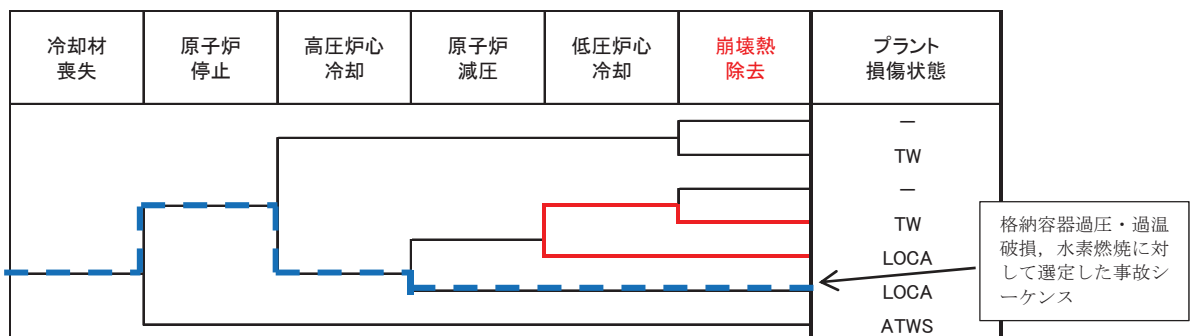 冷却材
喪失
原子炉
停止
高圧炉心
冷却
原子炉
減圧
低圧炉心
冷却
崩壊熱
除去
プラント
損傷状態
－
TW
－
TW
LOCA
LOCA
ATWS
格納容器過圧・過温
破損，水素燃焼に対
して選定した事故シ
ーケンス